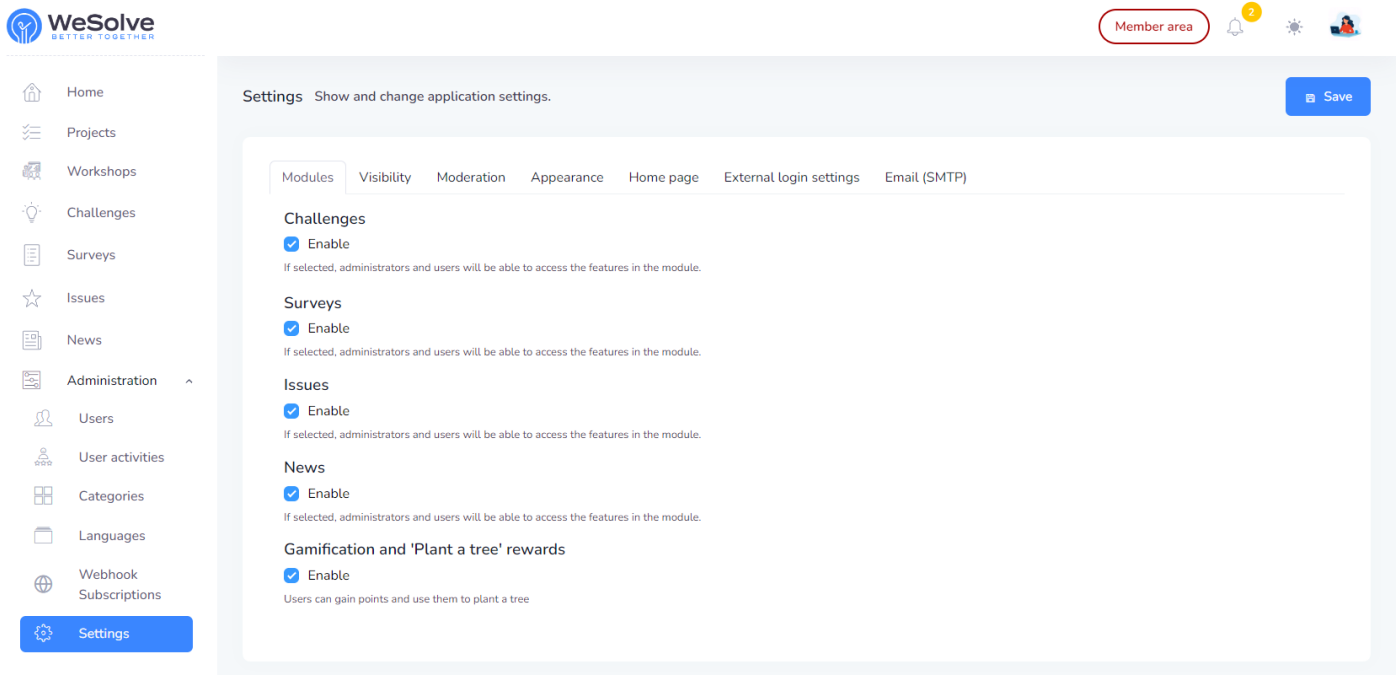 WeSolve
BETTER TOGETHER
Member area
2
Home
Projects
Workshops
Challenges
Surveys
Issues
News
Administration
Users
User activities
Categories
Languages
Webhook
Subscriptions
Settings
Settings Show and change application settings.
Save
Modules Visibility Moderation Appearance Home page External login settings Email (SMTP)
Challenges
Enable
If selected, administrators and users will be able to access the features in the module.
Surveys
Enable
If selected, administrators and users will be able to access the features in the module.
Issues
Enable
If selected, administrators and users will be able to access the features in the module.
News
Enable
If selected, administrators and users will be able to access the features in the module.
Gamification and 'Plant a tree' rewards
Enable
Users can gain points and use them to plant a tree